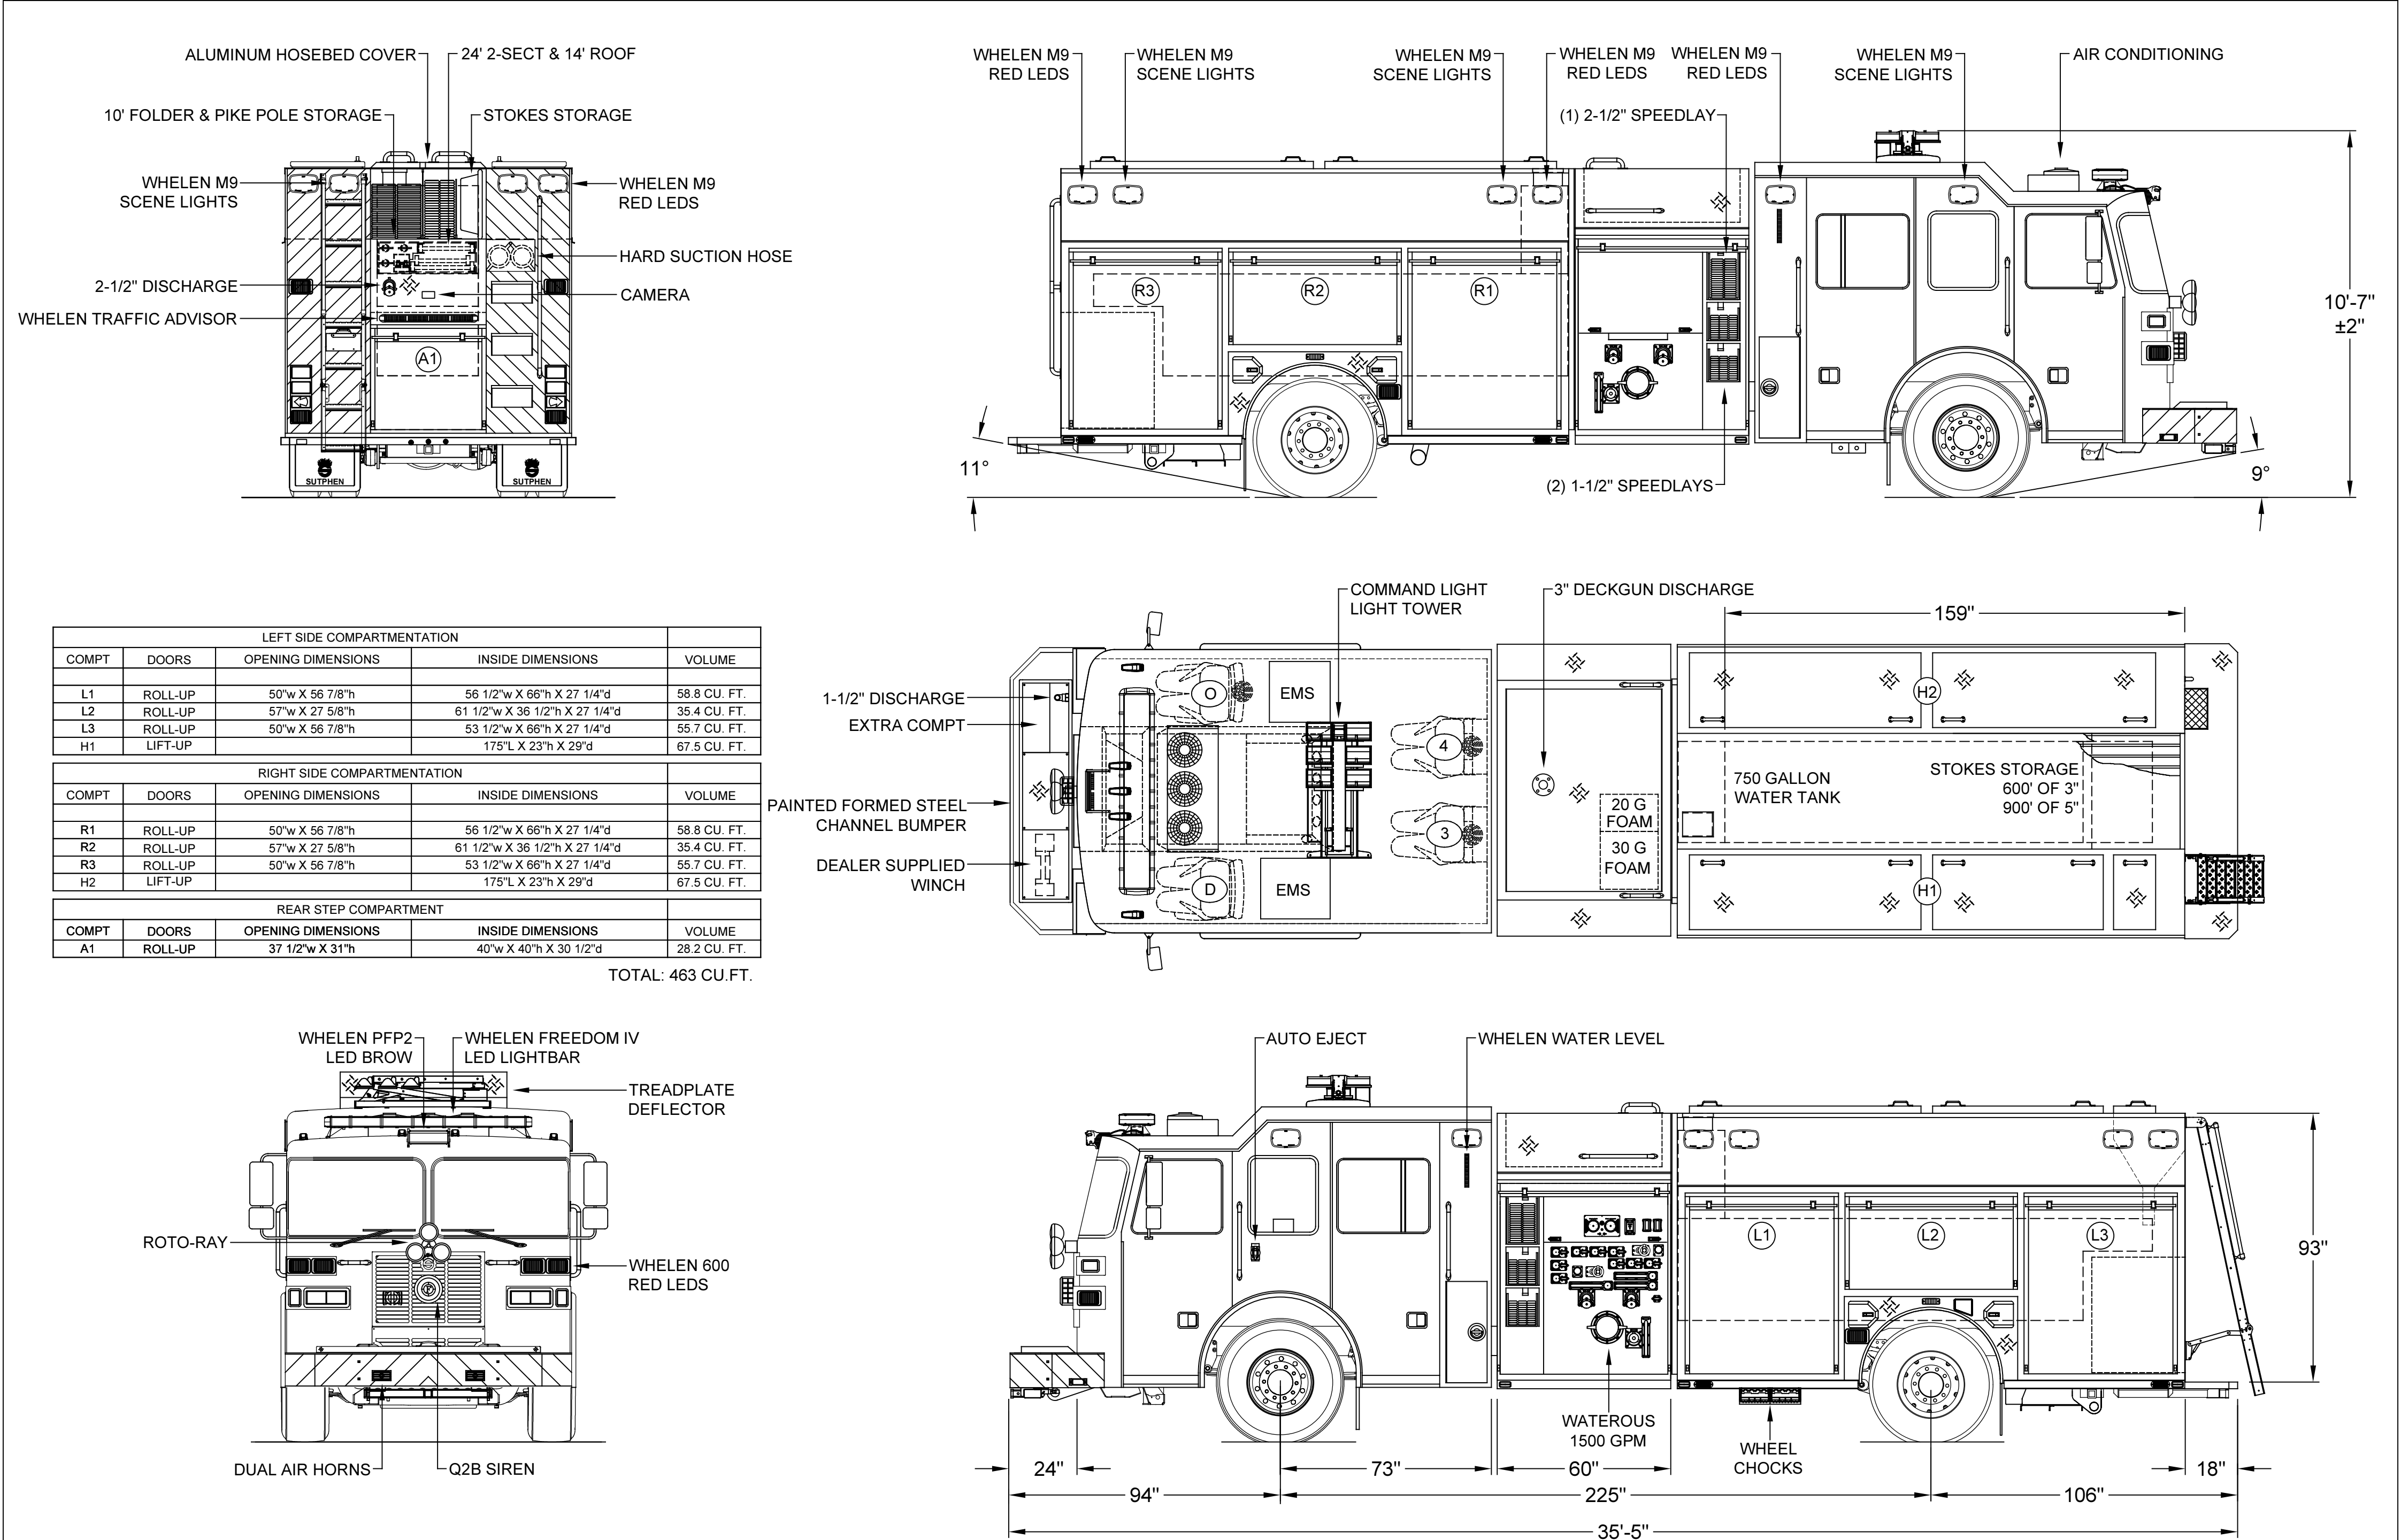 ALUMINUM HOSEBED COVER
24' 2-SECT & 14' ROOF
10' FOLDER & PIKE POLE STORAGE
STOKES STORAGE
WHELEN M9
SCENE LIGHTS
WHELEN M9
RED LEDS
HARD SUCTION HOSE
2-1/2" DISCHARGE
CAMERA
WHELEN TRAFFIC ADVISOR
A1
SUTPHEN
SUTPHEN
WHELEN M9
RED LEDS
WHELEN M9
SCENE LIGHTS
WHELEN M9
SCENE LIGHTS
WHELEN M9
RED LEDS
WHELEN M9
RED LEDS
WHELEN M9
SCENE LIGHTS
AIR CONDITIONING
(1) 2-1/2" SPEEDLAY
R3
R2
R1
10'-7"
±2"
11°
(2) 1-1/2" SPEEDLAYS
9°
LEFT SIDE COMPARTMENTATION
COMPT DOORS OPENING DIMENSIONS INSIDE DIMENSIONS VOLUME
L1 ROLL-UP 50"w X 56 7/8"h 56 1/2"w X 66"h X 27 1/4"d 58.8 CU. FT.
L2 ROLL-UP 57"w X 27 5/8"h 61 1/2"w X 36 1/2"h X 27 1/4"d 35.4 CU. FT.
L3 ROLL-UP 50"w X 56 7/8"h 53 1/2"w X 66"h X 27 1/4"d 55.7 CU. FT.
H1 LIFT-UP 175"L X 23"h X 29"d 67.5 CU. FT.
RIGHT SIDE COMPARTMENTATION
COMPT DOORS OPENING DIMENSIONS INSIDE DIMENSIONS VOLUME
R1 ROLL-UP 50"w X 56 7/8"h 56 1/2"w X 66"h X 27 1/4"d 58.8 CU. FT.
R2 ROLL-UP 57"w X 27 5/8"h 61 1/2"w X 36 1/2"h X 27 1/4"d 35.4 CU. FT.
R3 ROLL-UP 50"w X 56 7/8"h 53 1/2"w X 66"h X 27 1/4"d 55.7 CU. FT.
H2 LIFT-UP 175"L X 23"h X 29"d 67.5 CU. FT.
REAR STEP COMPARTMENT
COMPT DOORS OPENING DIMENSIONS INSIDE DIMENSIONS VOLUME
A1 ROLL-UP 37 1/2"w X 31"h 40"w X 40"h X 30 1/2"d 28.2 CU. FT.
TOTAL: 463 CU.FT.
COMMAND LIGHT
LIGHT TOWER
3" DECKGUN DISCHARGE
159"
1-1/2" DISCHARGE
EXTRA COMPT
PAINTED FORMED STEEL
CHANNEL BUMPER
DEALER SUPPLIED
WINCH
O
EMS
4
3
D
EMS
20 G
FOAM
30 G
FOAM
H2
750 GALLON
WATER TANK
STOKES STORAGE
600' OF 3"
900' OF 5"
H1
WHELEN PFP2
LED BROW
WHELEN FREEDOM IV
LED LIGHTBAR
TREADPLATE
DEFLECTOR
ROTO-RAY
WHELEN 600
RED LEDS
DUAL AIR HORNS
Q2B SIREN
AUTO EJECT
WHELEN WATER LEVEL
L1
L2
L3
93"
WATEROUS
1500 GPM
WHEEL
CHOCKS
24"
73"
60"
18"
94"
225"
106"
35'-5"